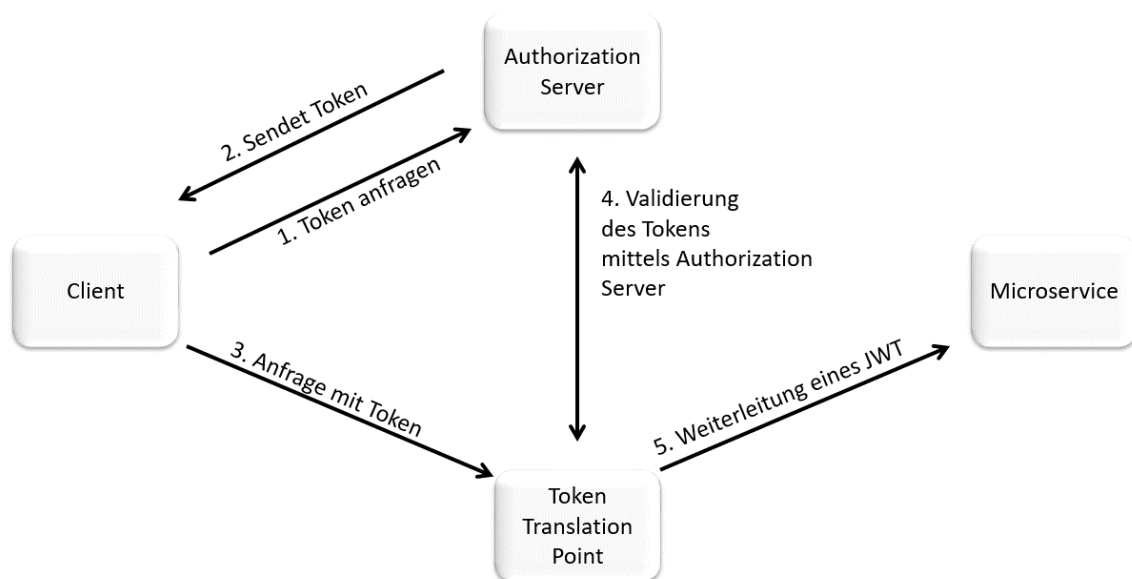 Authorization
Server
2. Sendet Token
1. Token anfragen
4. Validierung
des Tokens
mittels Authorization
Server
Client
Microservice
3. Anfrage mit Token
5. Weiterleitung eines JWT
Token
Translation
Point